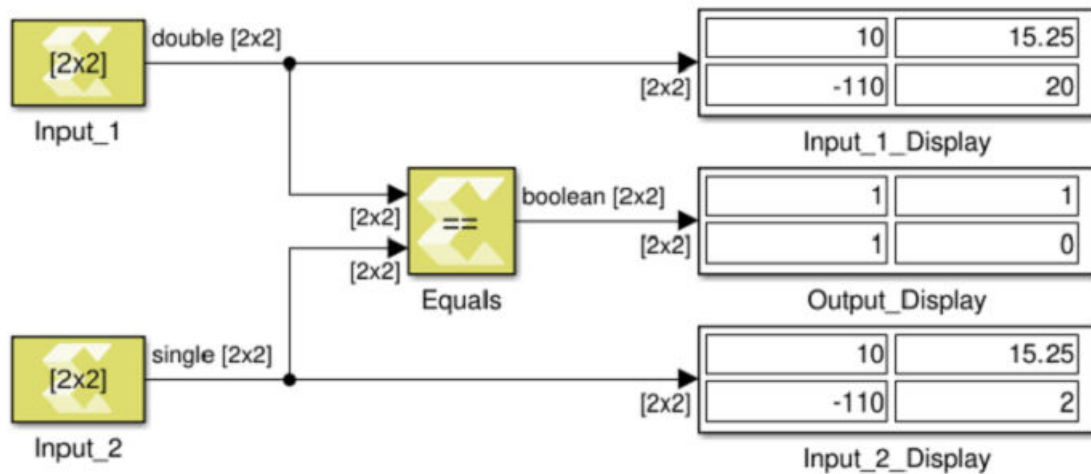 [2x2]
Input_1
double [2x2]
[2x2]
10 15.25
-110 20
Input_1_Display
[2x2]
[2x2]
==
Equals
boolean [2x2]
[2x2]
1 1
1 0
Output_Display
[2x2]
Input_2
single [2x2]
[2x2]
10 15.25
-110 2
Input_2_Display